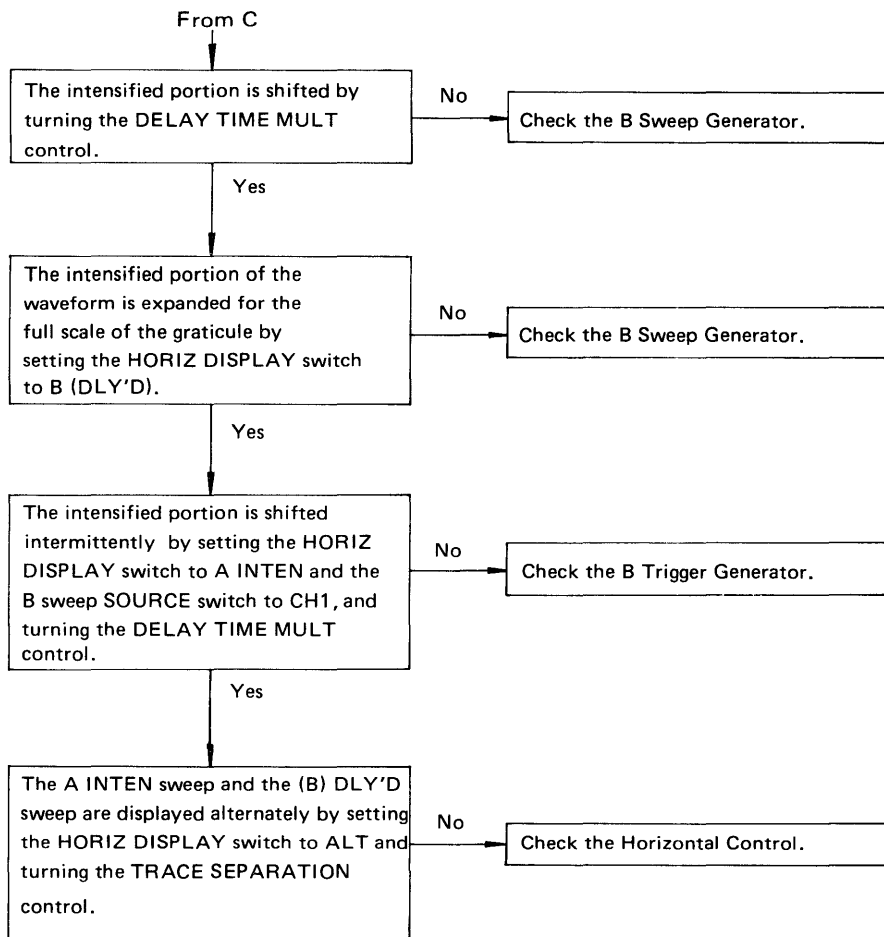 From C
The intensified portion is shifted by
turning the DELAY TIME MULT
control.
No
Check the B Sweep Generator.
Yes
The intensified portion of the
waveform is expanded for the
full scale of the graticule by
setting the HORIZ DISPLAY switch
to B (DLY'D).
No
Check the B Sweep Generator.
Yes
The intensified portion is shifted
intermittently by setting the HORIZ
DISPLAY switch to A INTEN and the
B sweep SOURCE switch to CH1, and
turning the DELAY TIME MULT
control.
No
Check the B Trigger Generator.
Yes
The A INTEN sweep and the (B) DLY'D
sweep are displayed alternately by setting
the HORIZ DISPLAY switch to ALT and
turning the TRACE SEPARATION
control.
No
Check the Horizontal Control.